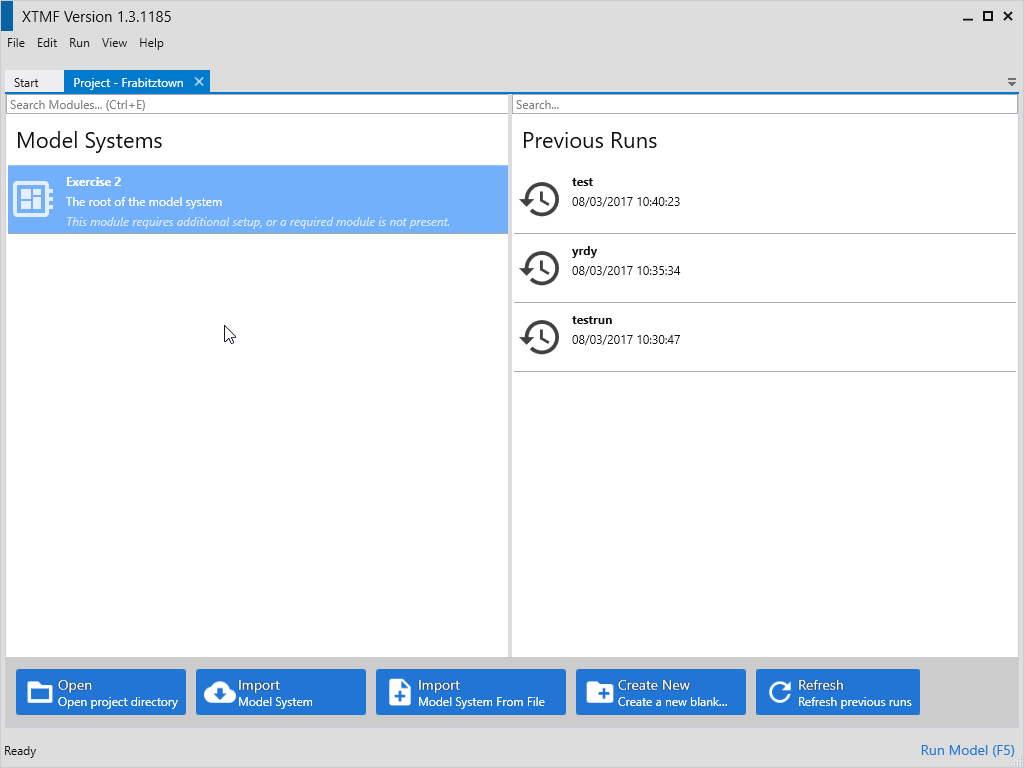 XTMF Version 1.3.1185
File Edit Run View Help
Start Project - Frabitztown
Search Modules... (Ctrl+E)
Model Systems
Exercise 2
The root of the model system
This module requires additional setup, or a required module is not present.
Search...
Previous Runs
test
08/03/2017 10:40:23
yrdy
08/03/2017 10:35:34
testrun
08/03/2017 10:30:47
Open
Open project directory
Import
Model System
Import
Model System From File
Create New
Create a new blank...
Refresh
Refresh previous runs
Ready
Run Model (F5)